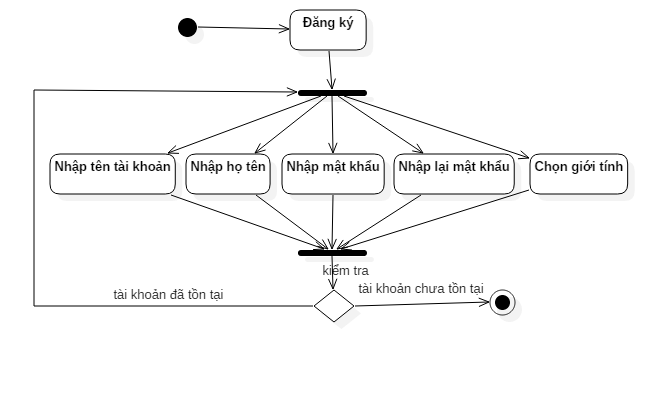 Đăng ký
Nhập tên tài khoản
Nhập họ tên
Nhập mật khẩu
Nhập lại mật khẩu
Chọn giới tính
kiểm tra
tài khoản chưa tồn tại
tài khoản đã tồn tại